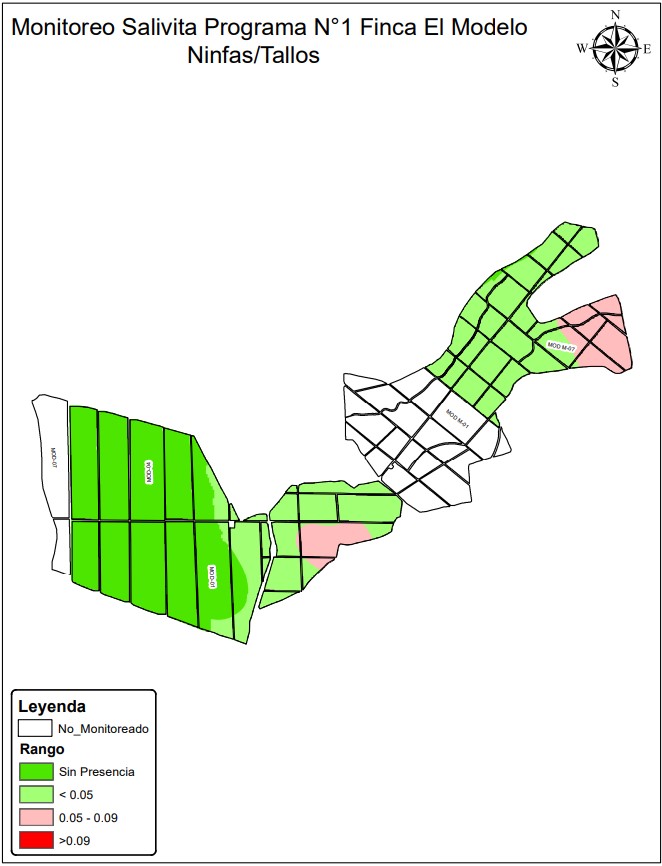 Monitoreo Salivita Programa N°1 Finca El Modelo
Ninfas/Tallos
N
W
E
S
MOD M-07
MOD M-01
MOD-07
MOD-04
MOD-01
Leyenda
No_Monitoreado
Rango
Sin Presencia
< 0.05
0.05 - 0.09
>0.09